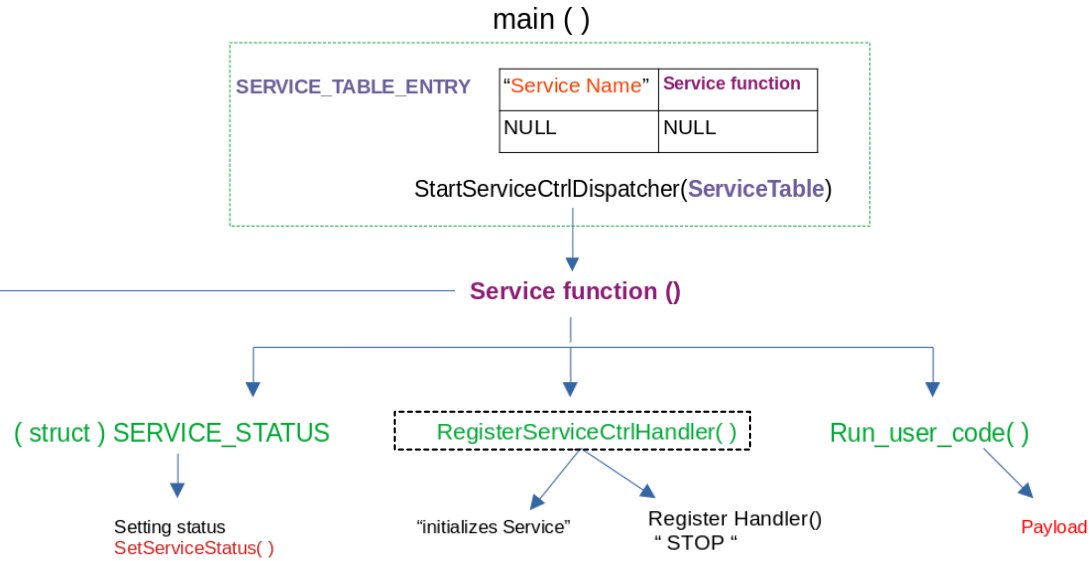 main ( )
SERVICE_TABLE_ENTRY
“Service Name” Service function
NULL NULL
StartServiceCtrlDispatcher(ServiceTable)
Service function ()
( struct ) SERVICE_STATUS
RegisterServiceCtrlHandler( )
Run_user_code( )
Setting status
SetServiceStatus( )
“initializes Service”
Register Handler()
“ STOP “
Payload